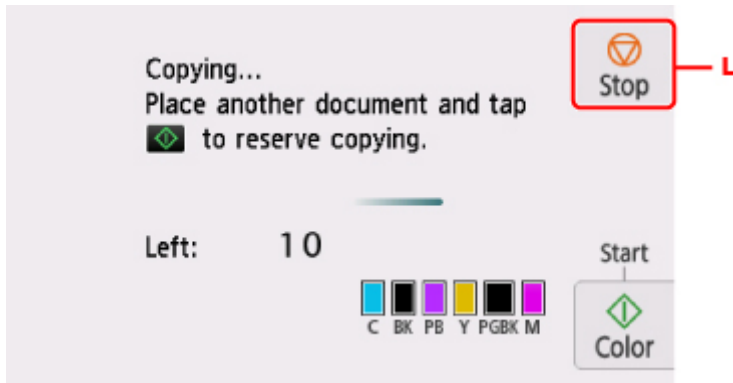 Copying...
Place another document and tap
to reserve copying.
Stop
L
Left: 10
Start
Color
C BK PB Y PGBK M